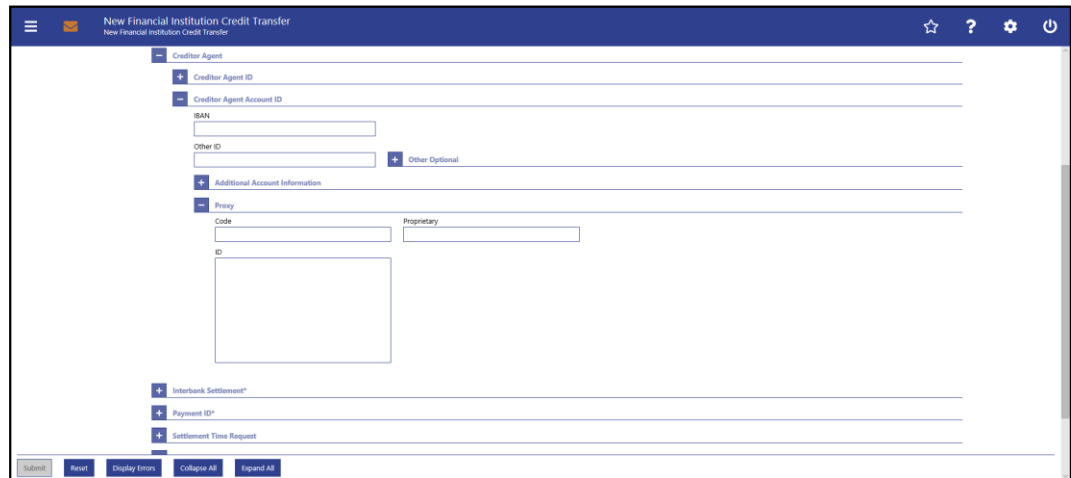 New Financial Institution Credit Transfer
New Financial Institution Credit Transfer
Creditor Agent
Creditor Agent ID
Creditor Agent Account ID
IBAN
Other ID
Other Optional
Additional Account Information
Proxy
Code Proprietary
ID
Interbank Settlement*
Payment ID*
Settlement Time Request
Submit Reset Display Errors Collapse All Expand All